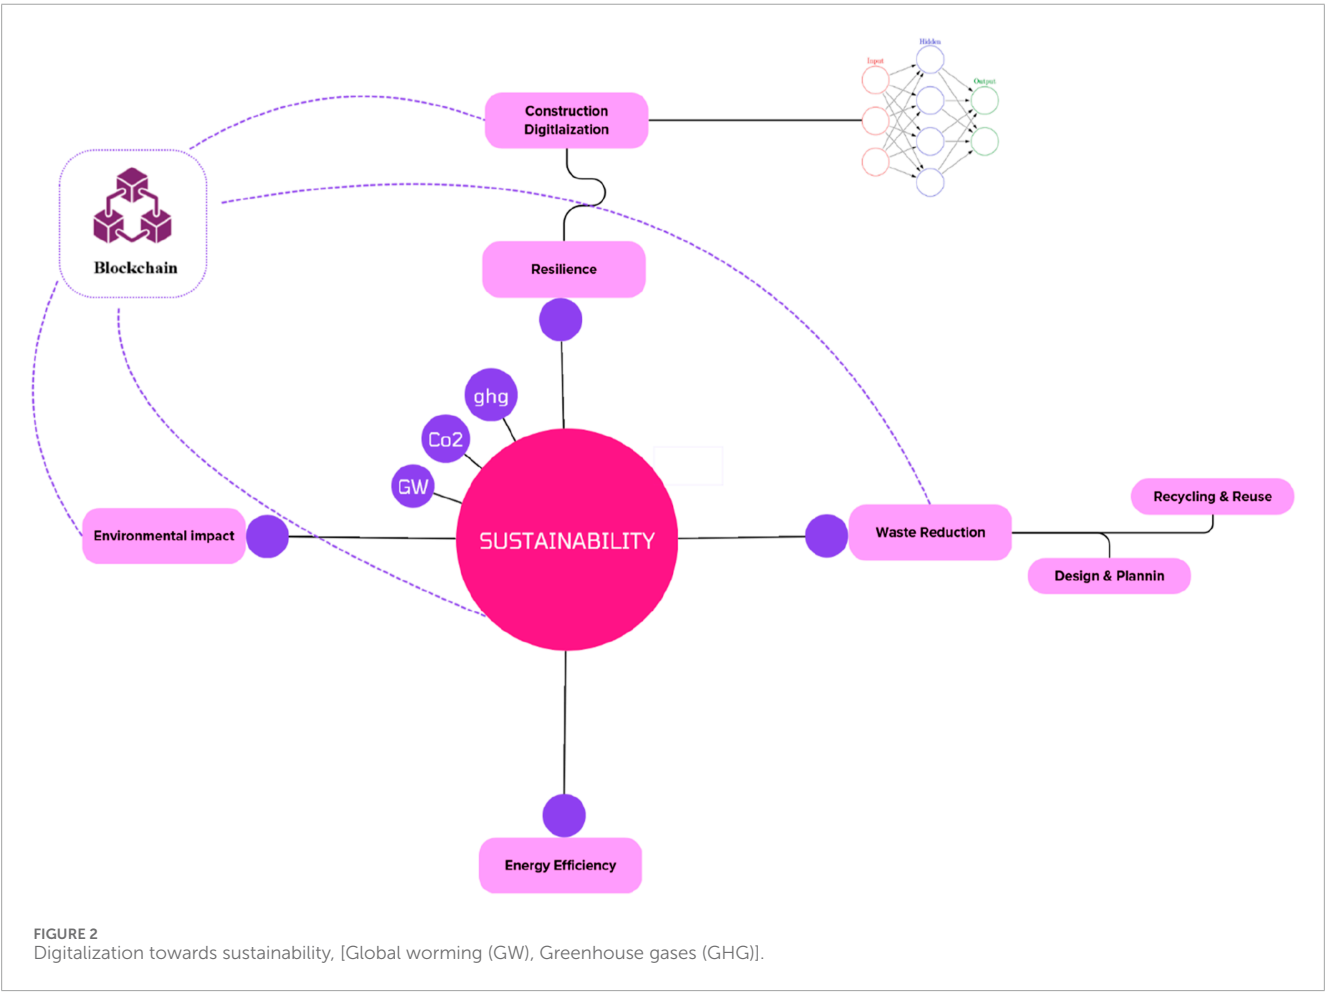 Hidden
Input
Output
Construction
Digitlaization
Blockchain
Resilience
ghg
Co2
GW
SUSTAINABILITY
Environmental impact
Waste Reduction
Recycling & Reuse
Design & Plannin
Energy Efficiency
FIGURE 2
Digitalization towards sustainability, [Global worming (GW), Greenhouse gases (GHG)].